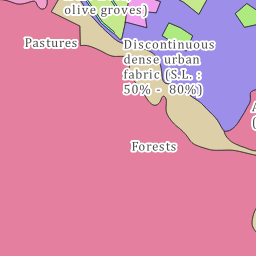 olive groves)
Pastures
Discontinuous
dense urban
fabric (S.L. :
50% - 80%)
Forests